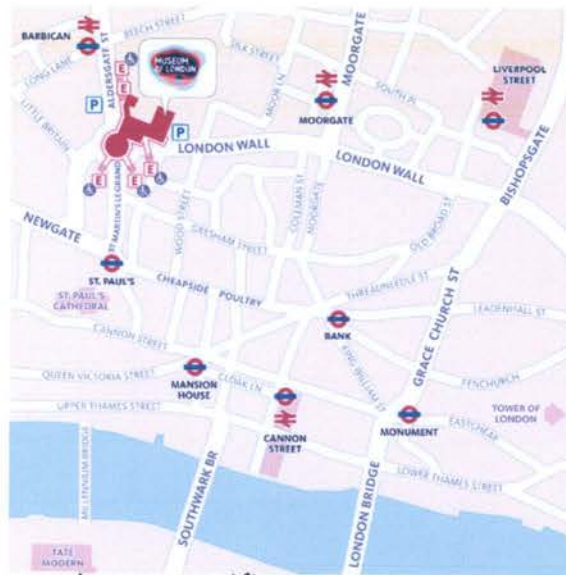 BARBICAN
BEECH STREET
LONG LANE
ALDERSGATE ST
LITTLE BRITAIN
E
E
MUSEUM
OF LONDON
P
P
SILK STREET
MOOR LN
MOORGATE
MOORGATE
SOUTH PL
LIVERPOOL
STREET
BISHOPSGATE
LONDON WALL
LONDON WALL
E
E
E
E
NEWGATE
ST MARTIN'S LE GRAND
WOOD STREET
GRESHAM STREET
COLEMAN ST
MOORGATE
OLD BROAD ST
ST. PAUL'S
CHEAPSIDE
POULTRY
THREADNEEDLE ST
ST. PAUL'S
CATHEDRAL
LEADENHALL ST
CANNON STREET
BANK
GRACE CHURCH ST
QUEEN VICTORIA STREET
MANSION
HOUSE
CLOAK LN
KING WILLIAM ST
FENCHURCH
UPPER THAMES STREET
CANNON
STREET
MONUMENT
EASTCHEAP
TOWER OF
LONDON
LOWER THAMES STREET
MILLENNIUM BRIDGE
SOUTHWARK BR
LONDON BRIDGE
TATE
MODERN